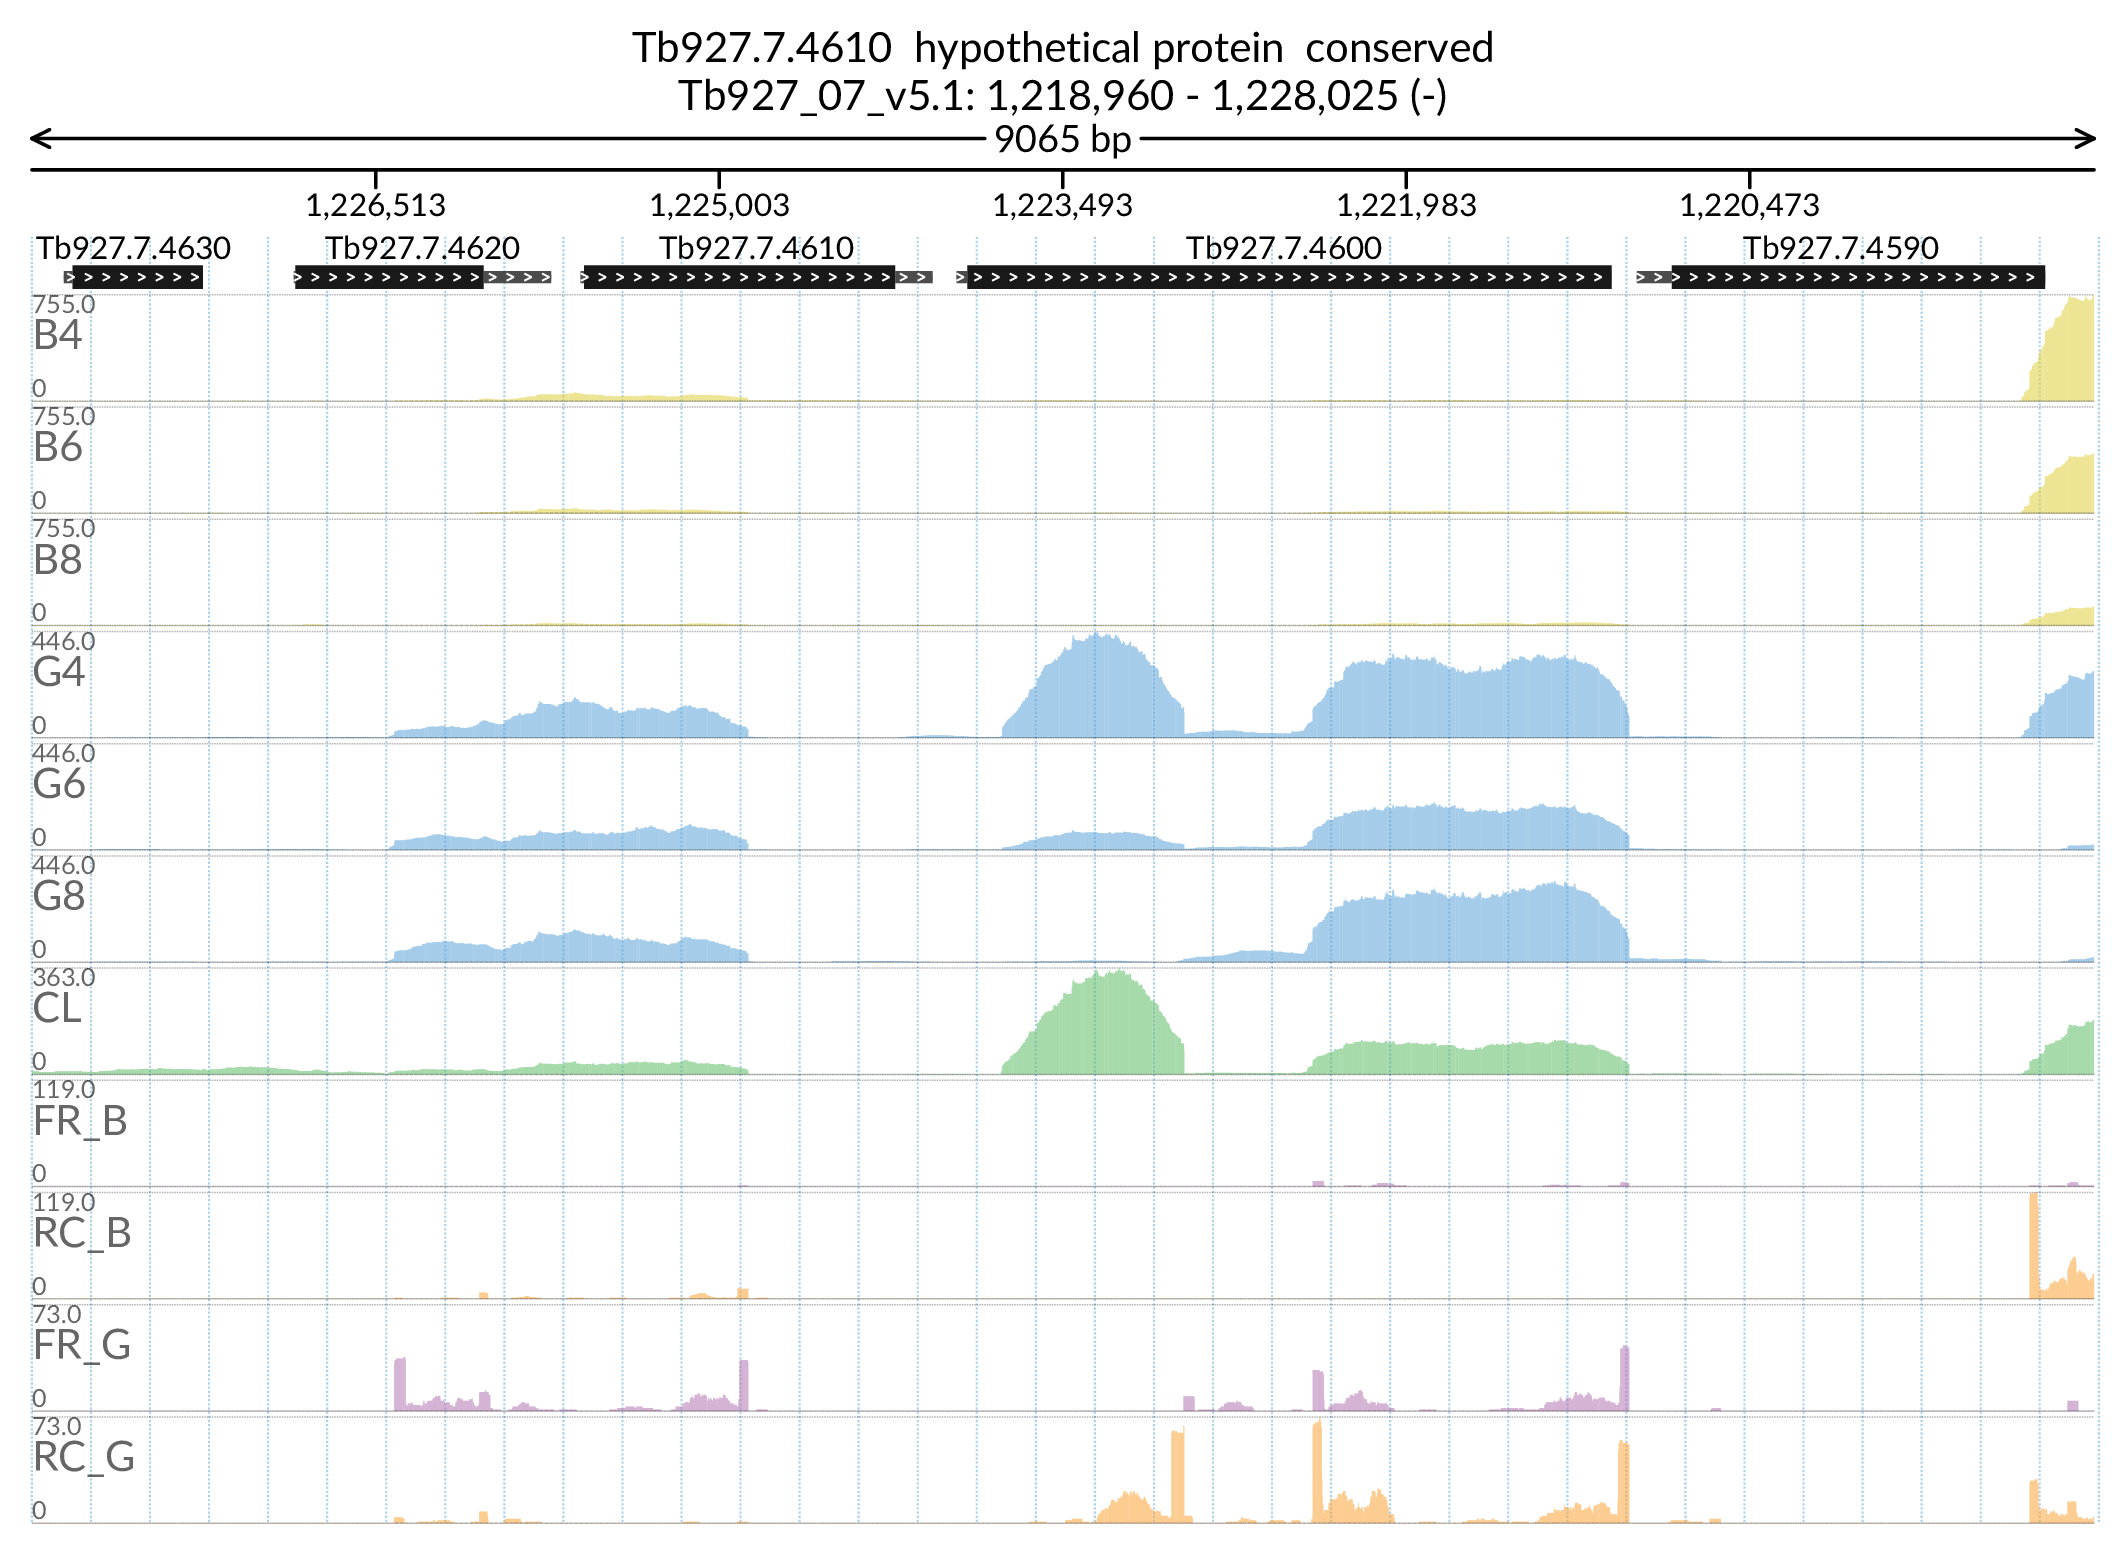 Tb927.7.4610 hypothetical protein conserved
Tb927_07_v5.1: 1,218,960 - 1,228,025 (-)
9065 bp
1,226,513 1,225,003 1,223,493 1,221,983 1,220,473
Tb927.7.4630 Tb927.7.4620 Tb927.7.4610 Tb927.7.4600 Tb927.7.4590
755.0
B4
0
755.0
B6
0
755.0
B8
0
446.0
G4
0
446.0
G6
0
446.0
G8
0
363.0
CL
0
119.0
FR_B
0
119.0
RC_B
0
73.0
FR_G
0
73.0
RC_G
0